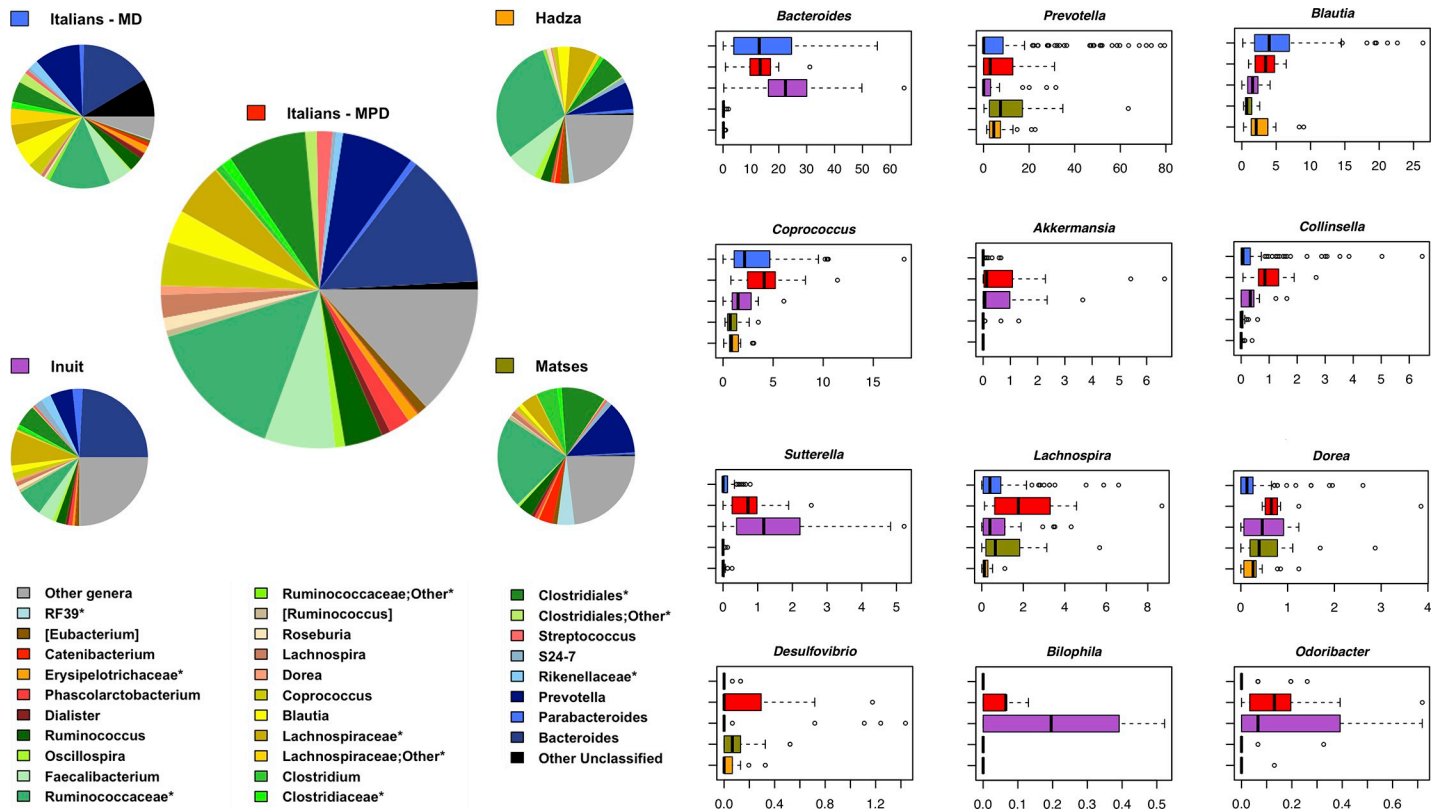 Italians - MD
Hadza
Italians - MPD
Inuit
Matses
Other genera
RF39*
[Eubacterium]
Catenibacterium
Erysipelotrichaceae*
Phascolarctobacterium
Dialister
Ruminococcus
Oscillospira
Faecalibacterium
Ruminococcaceae*
Ruminococcaceae;Other*
[Ruminococcus]
Roseburia
Lachnospira
Dorea
Coprococcus
Blautia
Lachnospiraceae*
Lachnospiraceae;Other*
Clostridium
Clostridiaceae*
Clostridiales*
Clostridiales;Other*
Streptococcus
S24-7
Rikenellaceae*
Prevotella
Parabacteroides
Bacteroides
Other Unclassified
Bacteroides
0 10 20 30 40 50 60
Prevotella
0 20 40 60 80
Blautia
0 5 10 15 20 25
Coprococcus
0 5 10 15
Akkermansia
0 1 2 3 4 5 6
Collinsella
0 1 2 3 4 5 6
Sutterella
0 1 2 3 4 5
Lachnospira
0 2 4 6 8
Dorea
0 1 2 3 4
Desulfovibrio
0.0 0.4 0.8 1.2
Bilophila
0.0 0.1 0.2 0.3 0.4 0.5
Odoribacter
0.0 0.2 0.4 0.6